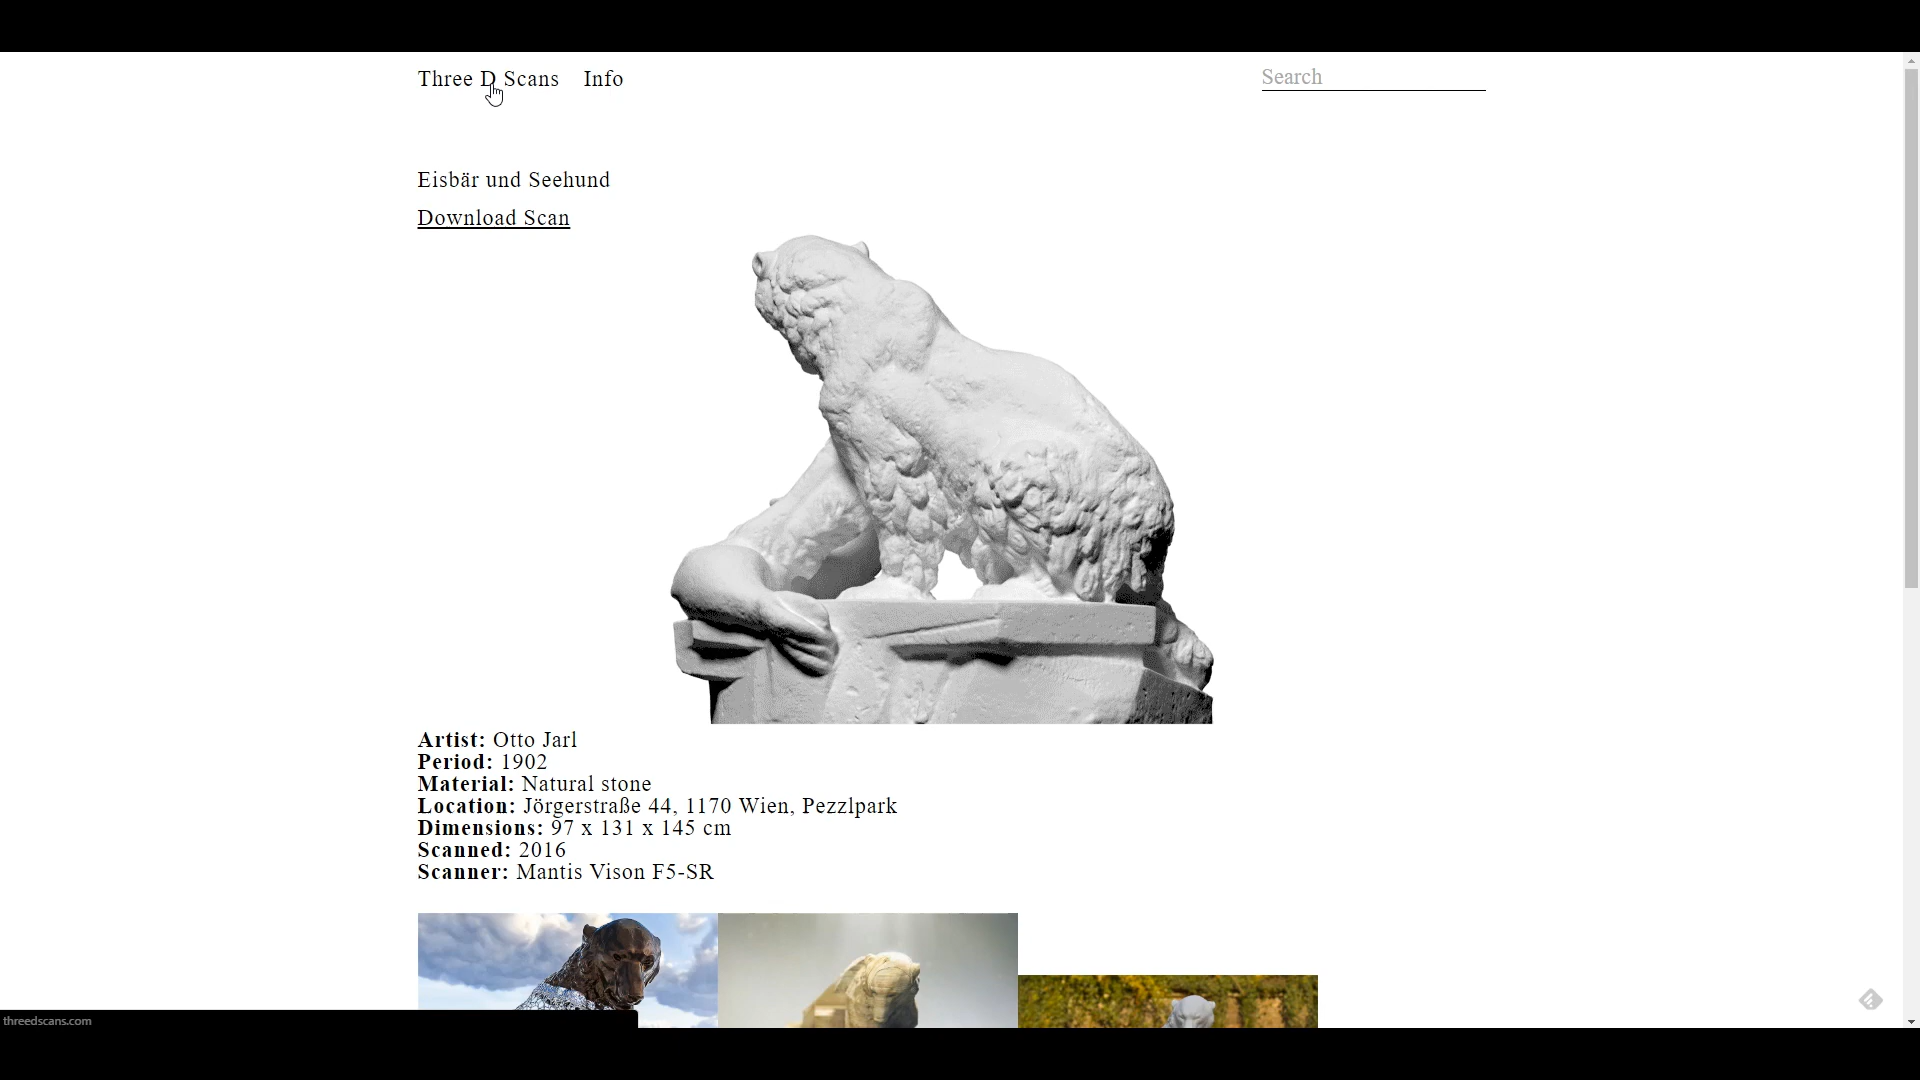 Three D Scans Info Search
Eisbär und Seehund
Download Scan
Artist: Otto Jarl
Period: 1902
Material: Natural stone
Location: Jörgerstraße 44, 1170 Wien, Pezzlpark
Dimensions: 97 x 131 x 145 cm
Scanned: 2016
Scanner: Mantis Vison F5-SR
threedscans.com